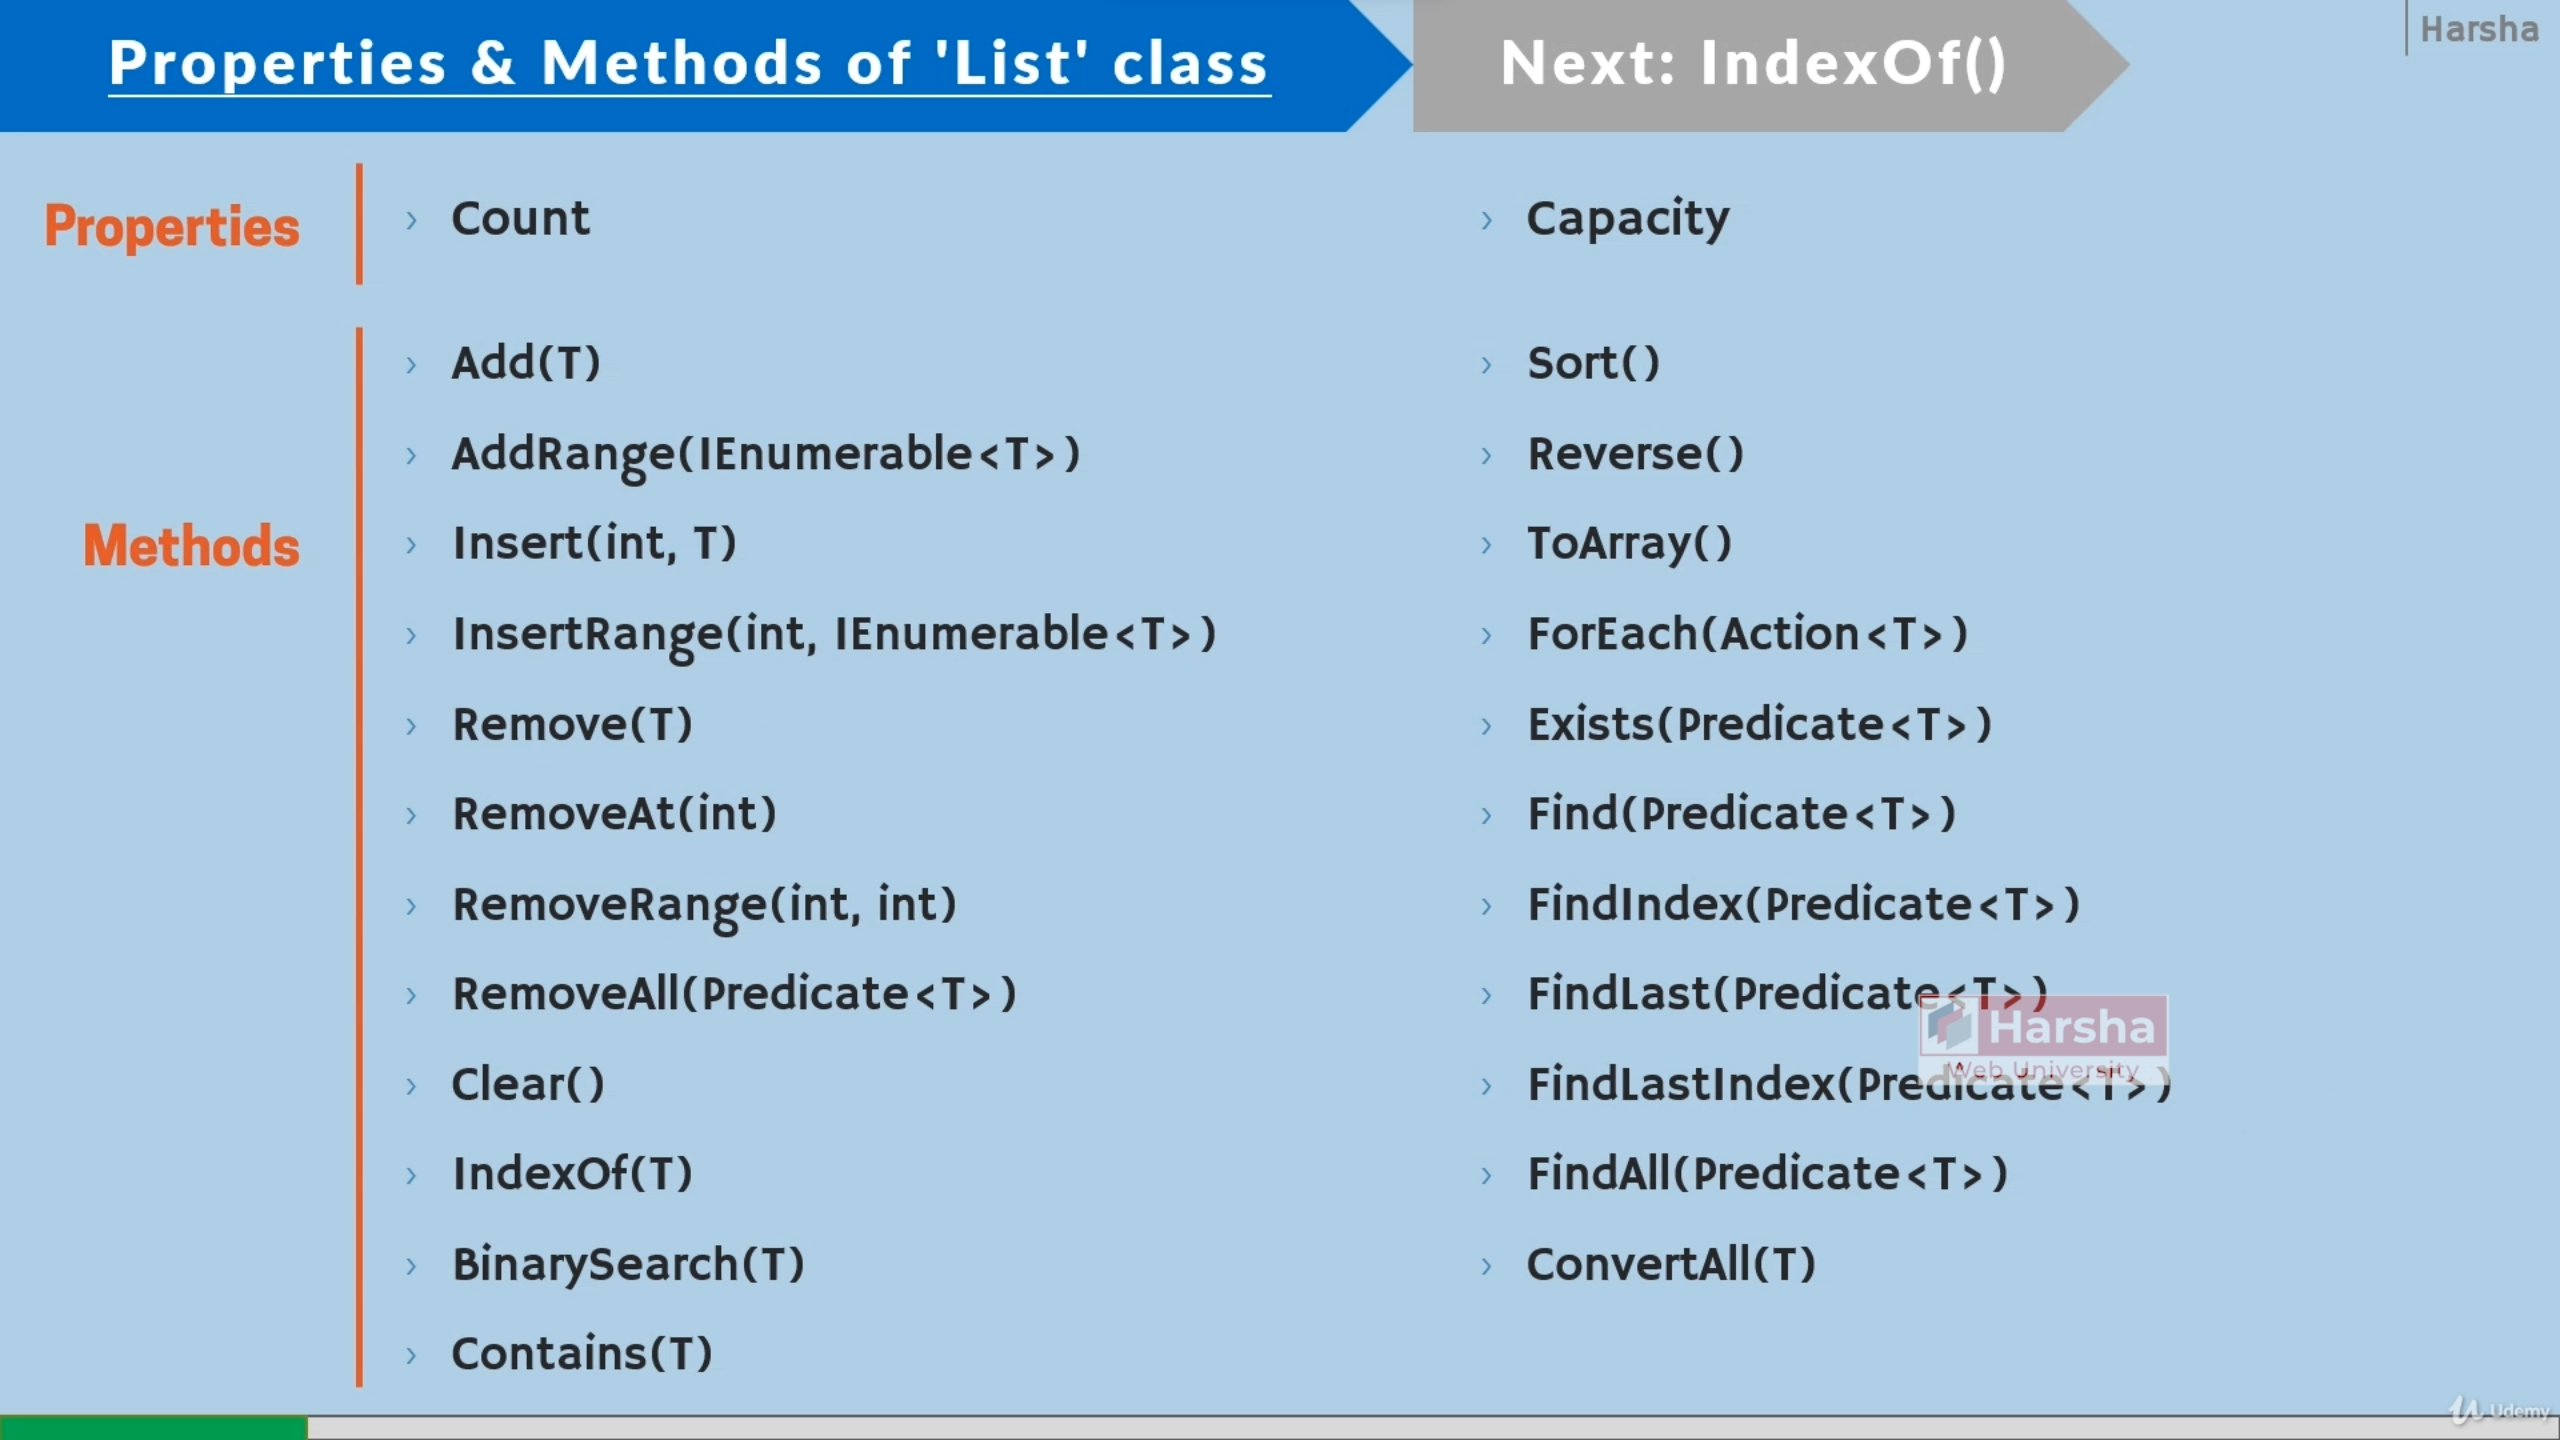 Properties & Methods of 'List' class
Next: IndexOf()
Harsha
Properties
› Count
› Capacity
Methods
› Add(T)
› AddRange(IEnumerable<T>)
› Insert(int, T)
› InsertRange(int, IEnumerable<T>)
› Remove(T)
› RemoveAt(int)
› RemoveRange(int, int)
› RemoveAll(Predicate<T>)
› Clear()
› IndexOf(T)
› BinarySearch(T)
› Contains(T)
› Sort()
› Reverse()
› ToArray()
› ForEach(Action<T>)
› Exists(Predicate<T>)
› Find(Predicate<T>)
› FindIndex(Predicate<T>)
› FindLast(Predicate<T>)
› FindLastIndex(Predicate<T>)
› FindAll(Predicate<T>)
› ConvertAll(T)
Harsha
Web University
Udemy